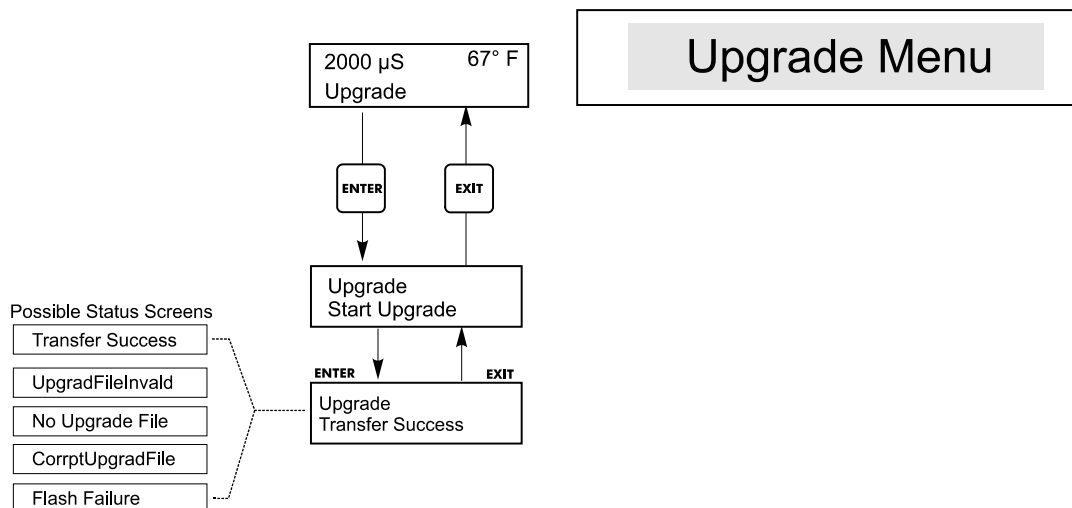 Upgrade Menu
2000 µS 67° F
Upgrade
ENTER EXIT
Upgrade
Start Upgrade
ENTER EXIT
Upgrade
Transfer Success
Possible Status Screens
Transfer Success
UpgradFileInvald
No Upgrade File
CorrptUpgradFile
Flash Failure